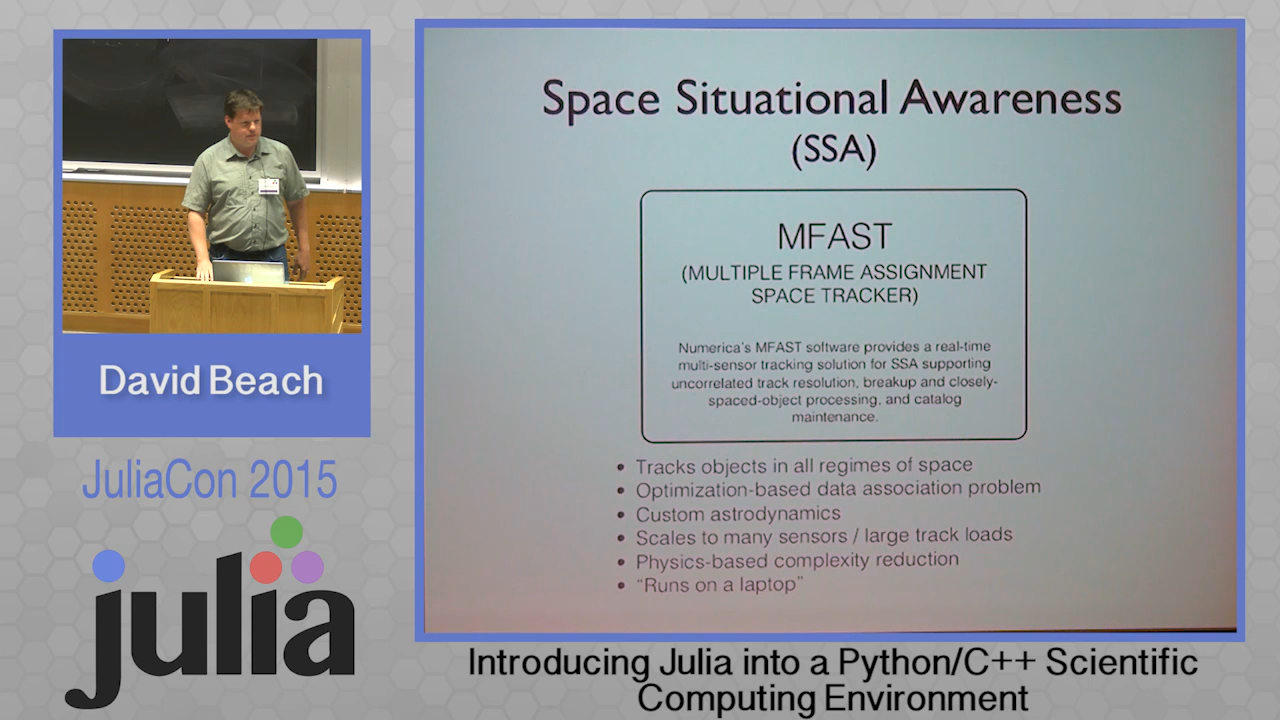 Space Situational Awareness
(SSA)
MFAST
(MULTIPLE FRAME ASSIGNMENT
SPACE TRACKER)
Numerica's MFAST software provides a real-time
multi-sensor tracking solution for SSA supporting
uncorrelated track resolution, breakup and closely-
spaced-object processing, and catalog
maintenance.
• Tracks objects in all regimes of space
• Optimization-based data association problem
• Custom astrodynamics
• Scales to many sensors / large track loads
• Physics-based complexity reduction
• “Runs on a laptop”
David Beach
JuliaCon 2015
julia
Introducing Julia into a Python/C++ Scientific
Computing Environment